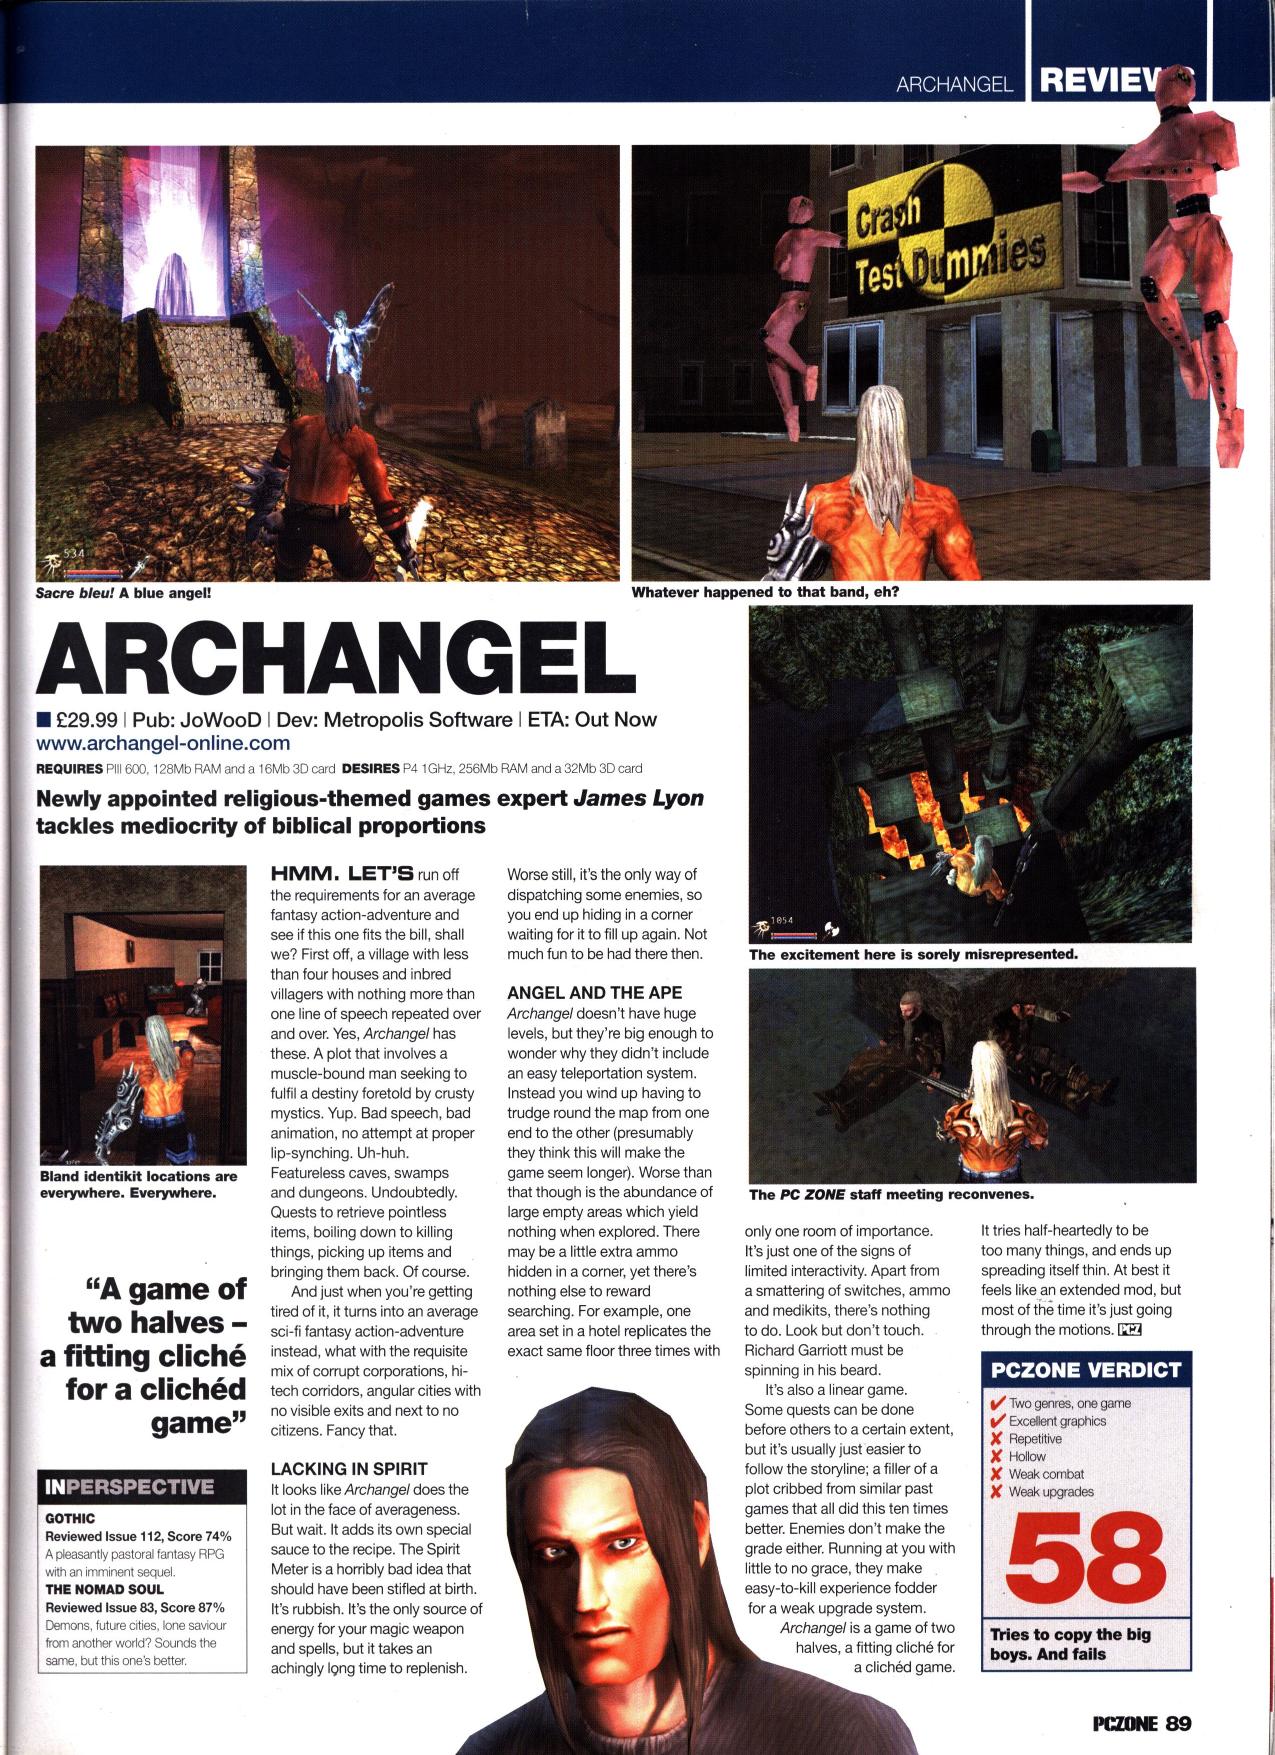 ARCHANGEL
REVIEWS
Crash
Test Dummies
534
Sacre bleu! A blue angel!
Whatever happened to that band, eh?
ARCHANGEL
£29.99 | Pub: JoWooD | Dev: Metropolis Software | ETA: Out Now
www.archangel-online.com
REQUIRES PIII 600, 128Mb RAM and a 16Mb 3D card DESIRES P4 1GHz, 256Mb RAM and a 32Mb 3D card
Newly appointed religious-themed games expert James Lyon
tackles mediocrity of biblical proportions
Bland identikit locations are
everywhere. Everywhere.
"A game of
two halves –
a fitting cliché
for a clichéd
game"
INPERSPECTIVE
GOTHIC
Reviewed Issue 112, Score 74%
A pleasantly pastoral fantasy RPG
with an imminent sequel.
THE NOMAD SOUL
Reviewed Issue 83, Score 87%
Demons, future cities, lone saviour
from another world? Sounds the
same, but this one's better.
HMM. LET'S run off
the requirements for an average
fantasy action-adventure and
see if this one fits the bill, shall
we? First off, a village with less
than four houses and inbred
villagers with nothing more than
one line of speech repeated over
and over. Yes, Archangel has
these. A plot that involves a
muscle-bound man seeking to
fulfil a destiny foretold by crusty
mystics. Yup. Bad speech, bad
animation, no attempt at proper
lip-synching. Uh-huh.
Featureless caves, swamps
and dungeons. Undoubtedly.
Quests to retrieve pointless
items, boiling down to killing
things, picking up items and
bringing them back. Of course.
And just when you're getting
tired of it, it turns into an average
sci-fi fantasy action-adventure
instead, what with the requisite
mix of corrupt corporations, hi-
tech corridors, angular cities with
no visible exits and next to no
citizens. Fancy that.
LACKING IN SPIRIT
It looks like Archangel does the
lot in the face of averageness.
But wait. It adds its own special
sauce to the recipe. The Spirit
Meter is a horribly bad idea that
should have been stifled at birth.
It's rubbish. It's the only source of
energy for your magic weapon
and spells, but it takes an
achingly long time to replenish.
Worse still, it's the only way of
dispatching some enemies, so
you end up hiding in a corner
waiting for it to fill up again. Not
much fun to be had there then.
ANGEL AND THE APE
Archangel doesn't have huge
levels, but they're big enough to
wonder why they didn't include
an easy teleportation system.
Instead you wind up having to
trudge round the map from one
end to the other (presumably
they think this will make the
game seem longer). Worse than
that though is the abundance of
large empty areas which yield
nothing when explored. There
may be a little extra ammo
hidden in a corner, yet there's
nothing else to reward
searching. For example, one
area set in a hotel replicates the
exact same floor three times with
1054
The excitement here is sorely misrepresented.
The PC ZONE staff meeting reconvenes.
only one room of importance.
It's just one of the signs of
limited interactivity. Apart from
a smattering of switches, ammo
and medikits, there's nothing
to do. Look but don't touch.
Richard Garriott must be
spinning in his beard.
It's also a linear game.
Some quests can be done
before others to a certain extent,
but it's usually just easier to
follow the storyline; a filler of a
plot cribbed from similar past
games that all did this ten times
better. Enemies don't make the
grade either. Running at you with
little to no grace, they make
easy-to-kill experience fodder
for a weak upgrade system.
Archangel is a game of two
halves, a fitting cliché for
a clichéd game.
It tries half-heartedly to be
too many things, and ends up
spreading itself thin. At best it
feels like an extended mod, but
most of the time it's just going
through the motions. PCZ
PCZONE VERDICT
✓ Two genres, one game
✓ Excellent graphics
✗ Repetitive
✗ Hollow
✗ Weak combat
✗ Weak upgrades
58
Tries to copy the big
boys. And fails
PCZONE 89